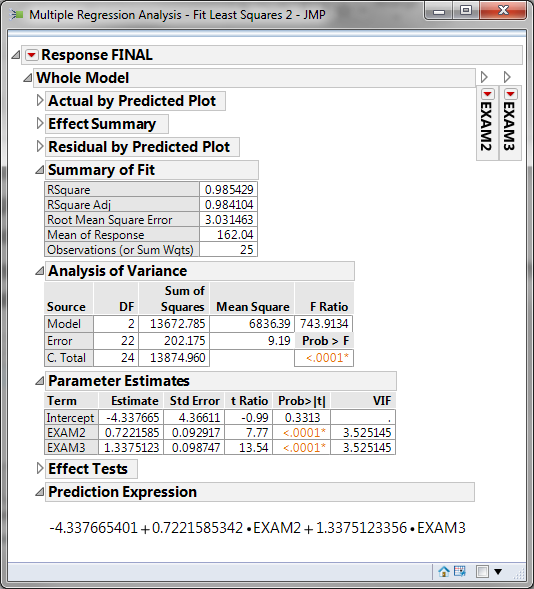 Multiple Regression Analysis - Fit Least Squares 2 - JMP
Response FINAL
Whole Model
EXAM2
EXAM3
Actual by Predicted Plot
Effect Summary
Residual by Predicted Plot
Summary of Fit
RSquare 0.985429
RSquare Adj 0.984104
Root Mean Square Error 3.031463
Mean of Response 162.04
Observations (or Sum Wgts) 25
Analysis of Variance
Source DF Sum of Squares Mean Square F Ratio
Model 2 13672.785 6836.39 743.9134
Error 22 202.175 9.19 Prob > F
C. Total 24 13874.960 <.0001*
Parameter Estimates
Term Estimate Std Error t Ratio Prob>|t| VIF
Intercept -4.337665 4.36611 -0.99 0.3313 .
EXAM2 0.7221585 0.092917 7.77 <.0001* 3.525145
EXAM3 1.3375123 0.098747 13.54 <.0001* 3.525145
Effect Tests
Prediction Expression
-4.337665401 + 0.7221585342 • EXAM2 + 1.3375123356 • EXAM3